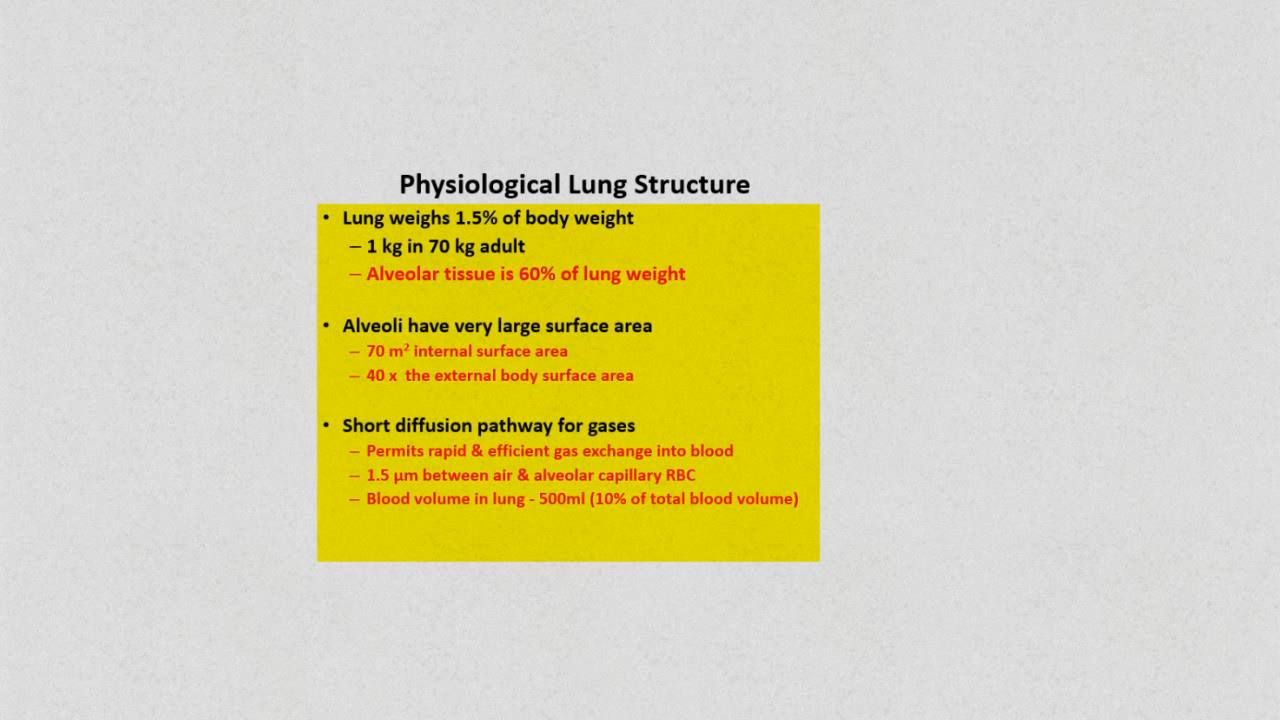 Physiological Lung Structure
• Lung weighs 1.5% of body weight
– 1 kg in 70 kg adult
– Alveolar tissue is 60% of lung weight
• Alveoli have very large surface area
– 70 m² internal surface area
– 40 x  the external body surface area
• Short diffusion pathway for gases
– Permits rapid & efficient gas exchange into blood
– 1.5 µm between air & alveolar capillary RBC
– Blood volume in lung - 500ml (10% of total blood volume)